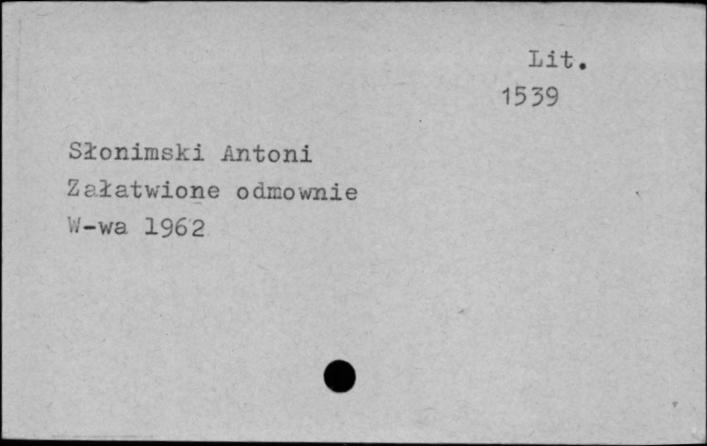 Lit.
1539
Słonimski Antoni
Załatwione odmownie
W-wa 1962